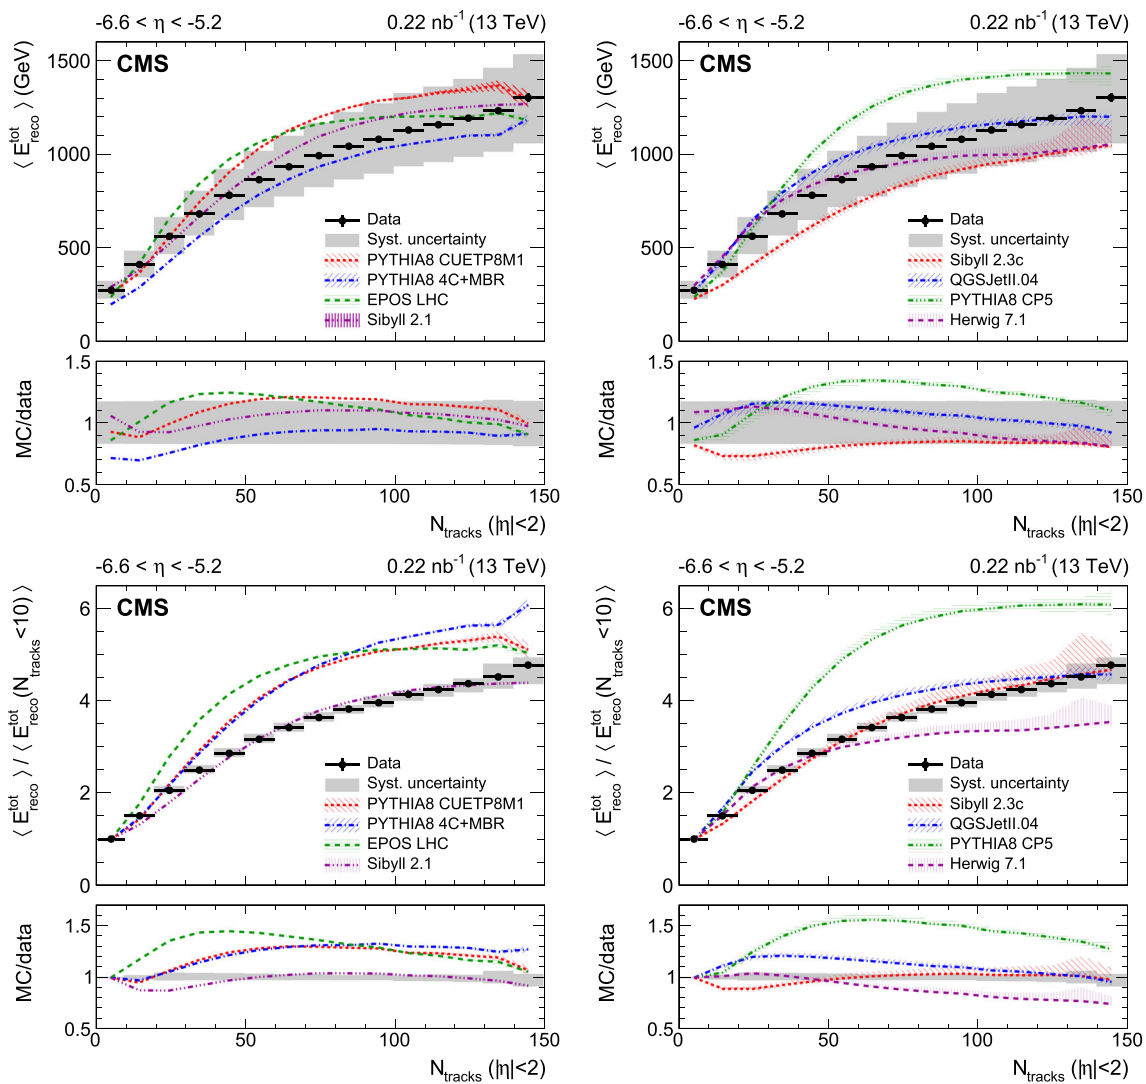 -6.6 < η < -5.2 0.22 nb⁻¹ (13 TeV)
CMS
⟨ E^tot_reco ⟩ (GeV)
1500
1000
500
0
Data
Syst. uncertainty
PYTHIA8 CUETP8M1
PYTHIA8 4C+MBR
EPOS LHC
Sibyll 2.1
MC/data
1.5
1
0.5
0 50 100 150
N_tracks (|η|<2)
-6.6 < η < -5.2 0.22 nb⁻¹ (13 TeV)
CMS
⟨ E^tot_reco ⟩ (GeV)
1500
1000
500
0
Data
Syst. uncertainty
Sibyll 2.3c
QGSJetII.04
PYTHIA8 CP5
Herwig 7.1
MC/data
1.5
1
0.5
0 50 100 150
N_tracks (|η|<2)
-6.6 < η < -5.2 0.22 nb⁻¹ (13 TeV)
CMS
⟨ E^tot_reco ⟩ / ⟨ E^tot_reco (N_tracks <10) ⟩
6
4
2
0
Data
Syst. uncertainty
PYTHIA8 CUETP8M1
PYTHIA8 4C+MBR
EPOS LHC
Sibyll 2.1
MC/data
1.5
1
0.5
0 50 100 150
N_tracks (|η|<2)
-6.6 < η < -5.2 0.22 nb⁻¹ (13 TeV)
CMS
⟨ E^tot_reco ⟩ / ⟨ E^tot_reco (N_tracks <10) ⟩
6
4
2
0
Data
Syst. uncertainty
Sibyll 2.3c
QGSJetII.04
PYTHIA8 CP5
Herwig 7.1
MC/data
1.5
1
0.5
0 50 100 150
N_tracks (|η|<2)